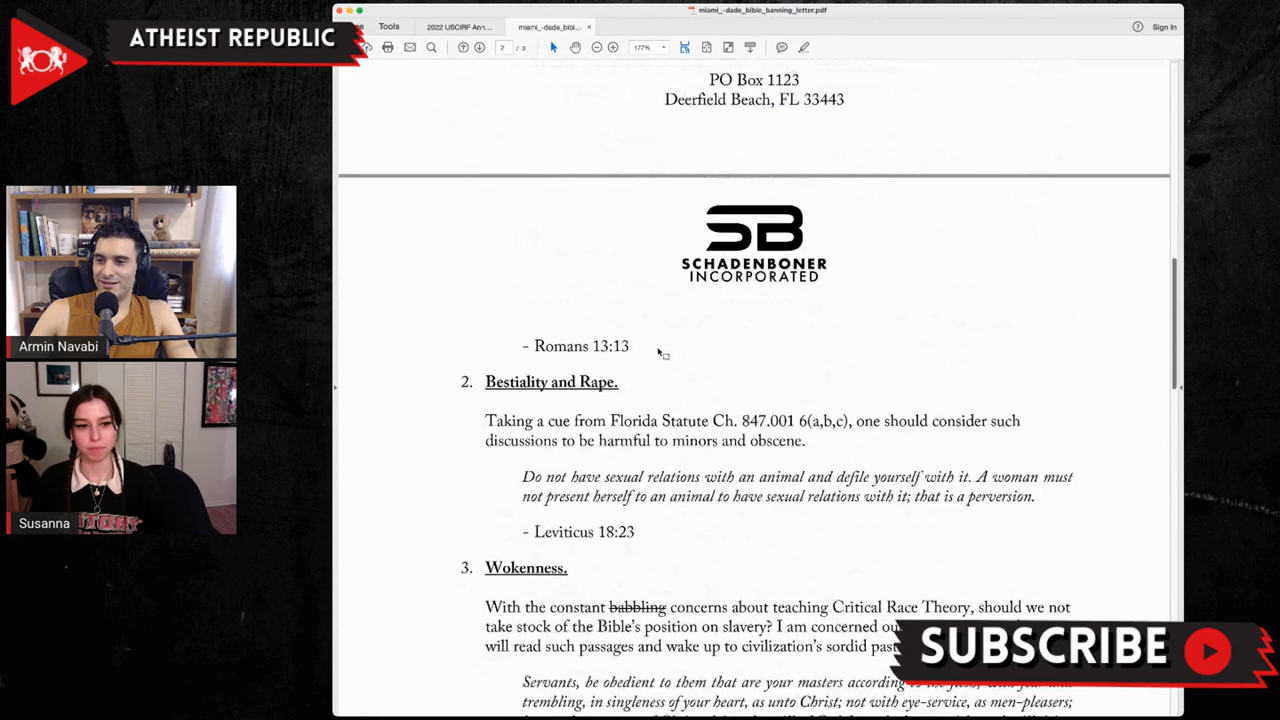 miami_-dade_bible_banning_letter.pdf
Tools
2022 USCIRF Ann...
miami_-dade_bibl...
Sign In
2 / 3
177%
ATHEIST REPUBLIC
PO Box 1123
Deerfield Beach, FL 33443
SB
SCHADENBONER
INCORPORATED
- Romans 13:13
2. Bestiality and Rape.
Taking a cue from Florida Statute Ch. 847.001 6(a,b,c), one should consider such
discussions to be harmful to minors and obscene.
Do not have sexual relations with an animal and defile yourself with it. A woman must
not present herself to an animal to have sexual relations with it; that is a perversion.
- Leviticus 18:23
3. Wokenness.
With the constant babbling concerns about teaching Critical Race Theory, should we not
take stock of the Bible's position on slavery? I am concerned ou
will read such passages and wake up to civilization's sordid past
Servants, be obedient to them that are your masters according
trembling, in singleness of your heart, as unto Christ; not with eye-service, as men-pleasers;
Armin Navabi
Susanna
SUBSCRIBE